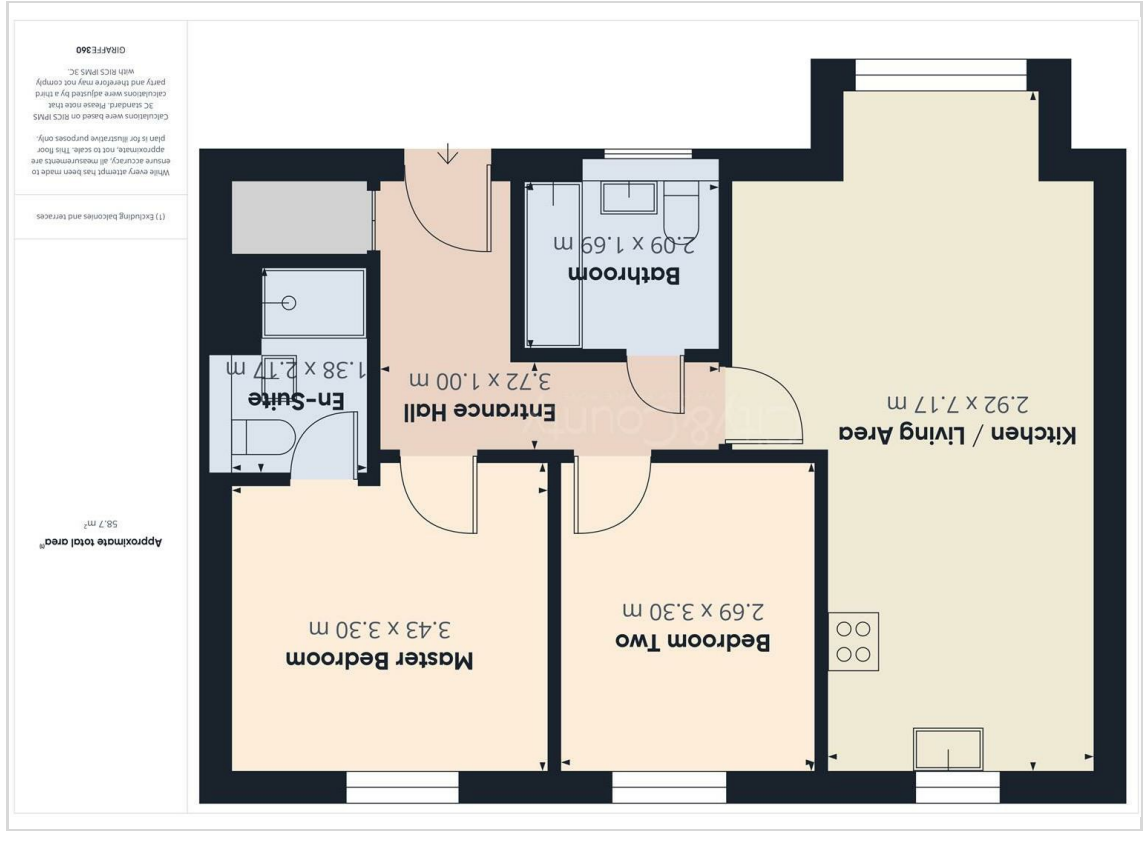 Approximate total area⁽¹⁾
58.7 m²
(1) Excluding balconies and terraces
While every attempt has been made to
ensure accuracy, all measurements are
approximate, not to scale. This floor
plan is for illustrative purposes only.
Calculations were based on RICS IPMS
3C standard. Please note that
calculations were adjusted by a third
party and therefore may not comply
with RICS IPMS 3C.
GIRAFFE360
Master Bedroom
3.43 x 3.30 m
Bedroom Two
2.69 x 3.30 m
Kitchen / Living Area
2.92 x 7.17 m
Entrance Hall
3.72 x 1.00 m
En-Suite
1.38 x 2.17 m
Bathroom
2.09 x 1.69 m
City&County